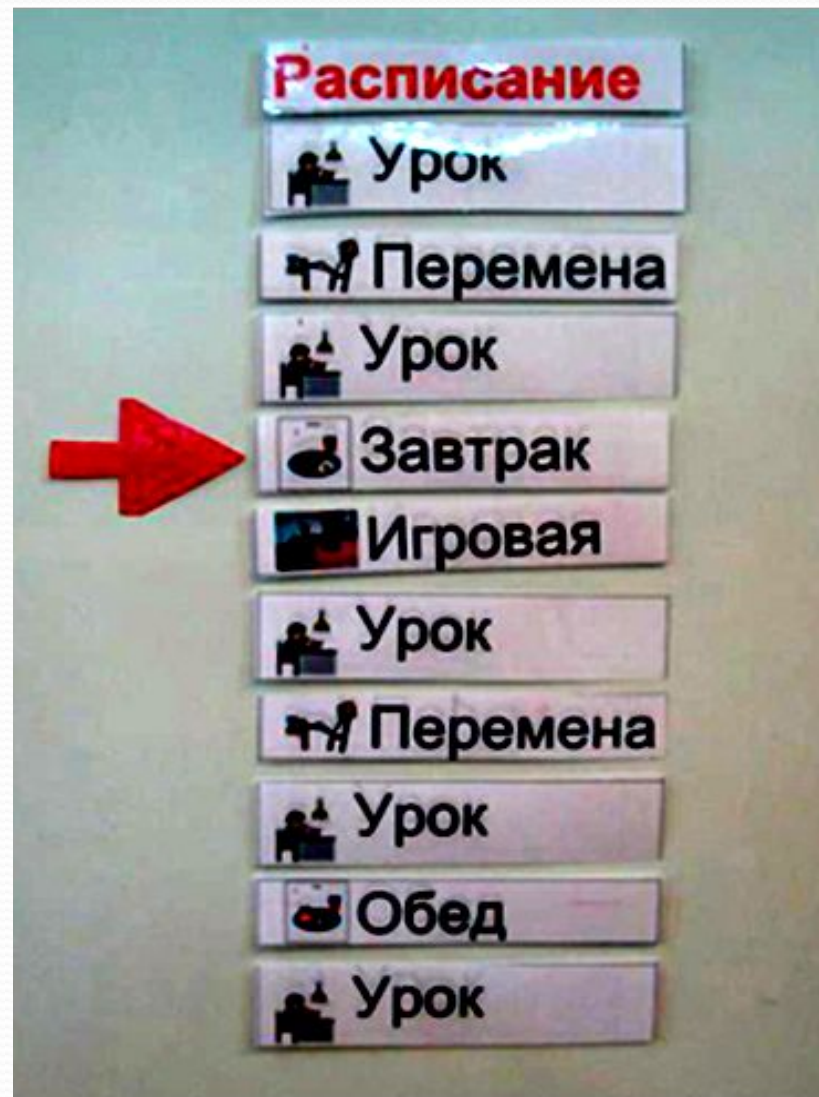 Расписание
Урок
Перемена
Урок
Завтрак
Игровая
Урок
Перемена
Урок
Обед
Урок